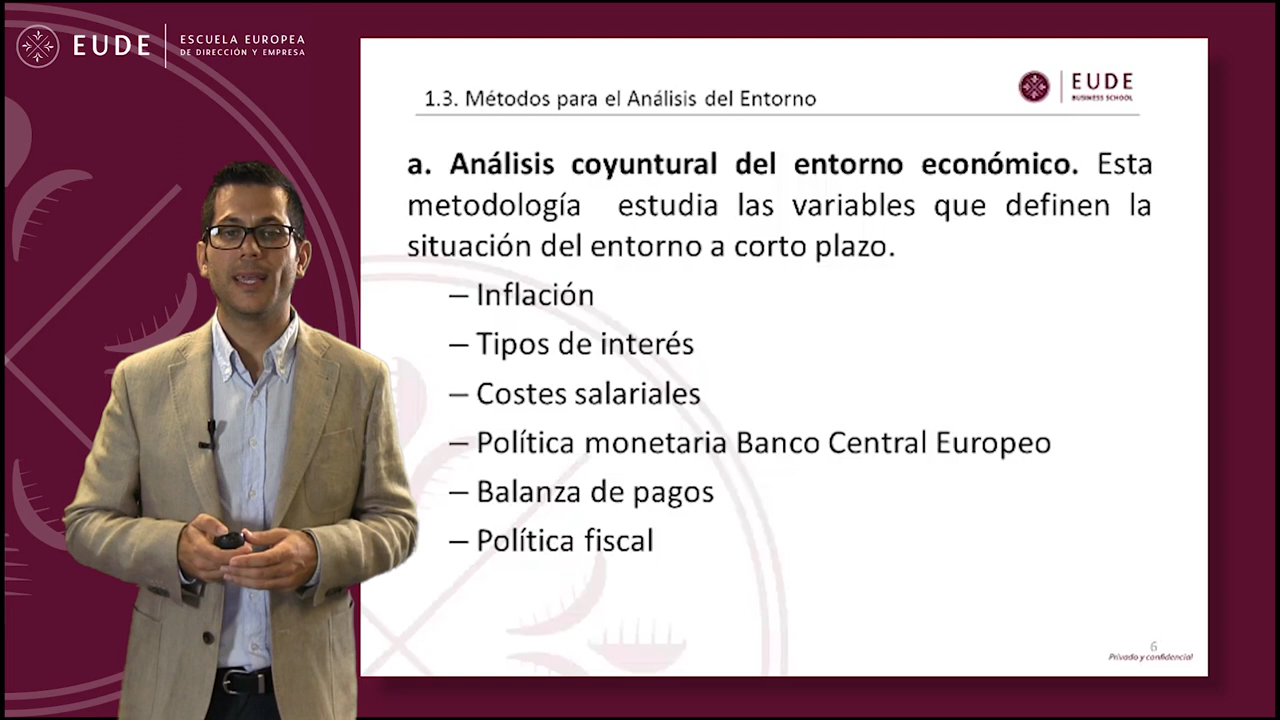 EUDE
ESCUELA EUROPEA
DE DIRECCIÓN Y EMPRESA
1.3. Métodos para el Análisis del Entorno
EUDE
BUSINESS SCHOOL
a. Análisis coyuntural del entorno económico. Esta
metodología estudia las variables que definen la
situación del entorno a corto plazo.
– Inflación
– Tipos de interés
– Costes salariales
– Política monetaria Banco Central Europeo
– Balanza de pagos
– Política fiscal
6
Privado y confidencial